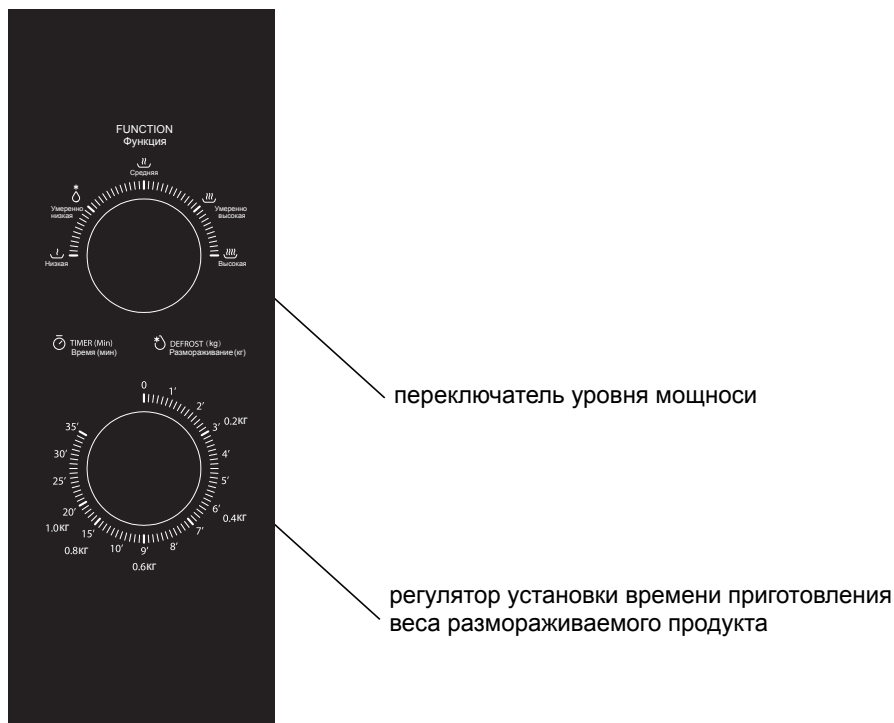 FUNCTION
Функция
Средняя
Умеренно
низкая
Умеренно
высокая
Низкая
Высокая
TIMER (Min)
Время (мин)
DEFROST (kg)
Размораживание (кг)
переключатель уровня мощноси
0
1'
2'
3' 0.2КГ
4'
5'
6'
0.4КГ
7'
8'
9'
0.6КГ
10'
15'
0.8КГ
20'
1.0КГ
25'
30'
35'
регулятор установки времени приготовления
веса размораживаемого продукта